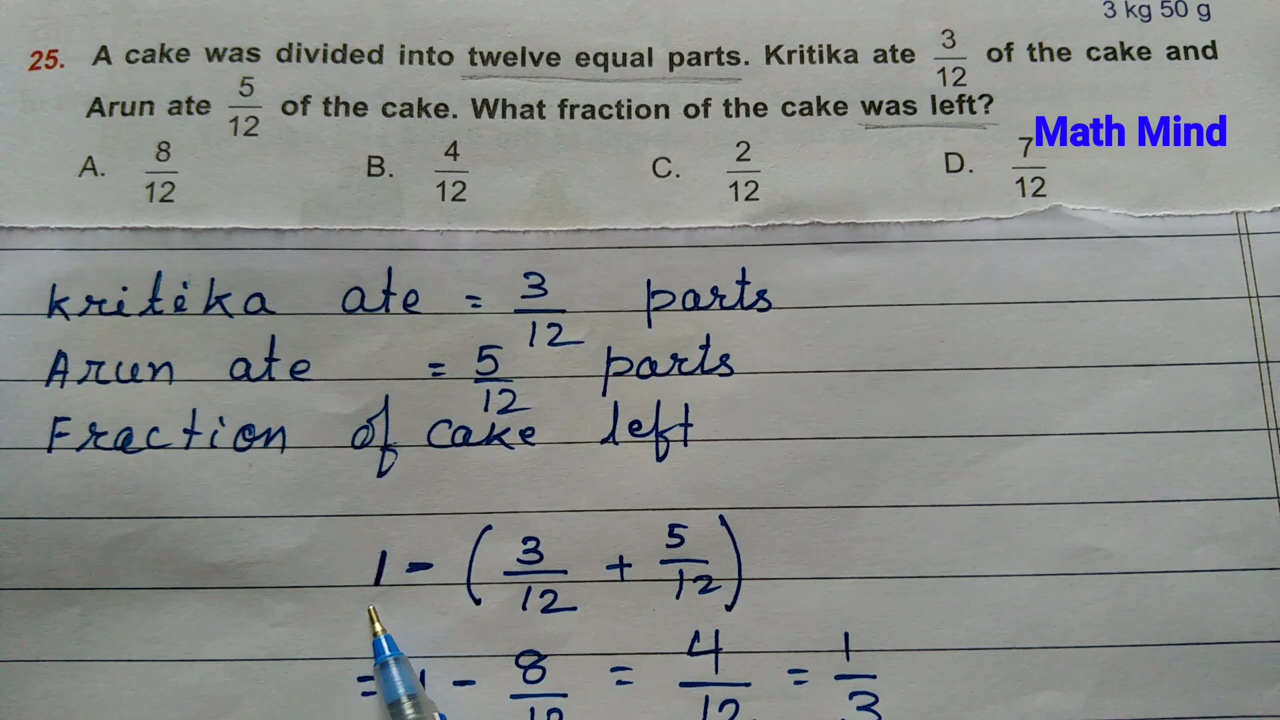 3 kg 50 g
25. A cake was divided into twelve equal parts. Kritika ate 3/12 of the cake and
Arun ate 5/12 of the cake. What fraction of the cake was left?
Math Mind
A. 8/12 B. 4/12 C. 2/12 D. 7/12
Kritika ate = 3/12 parts
Arun ate = 5/12 parts
Fraction of cake left
1 - (3/12 + 5/12)
= 1 - 8/12 = 4/12 = 1/3